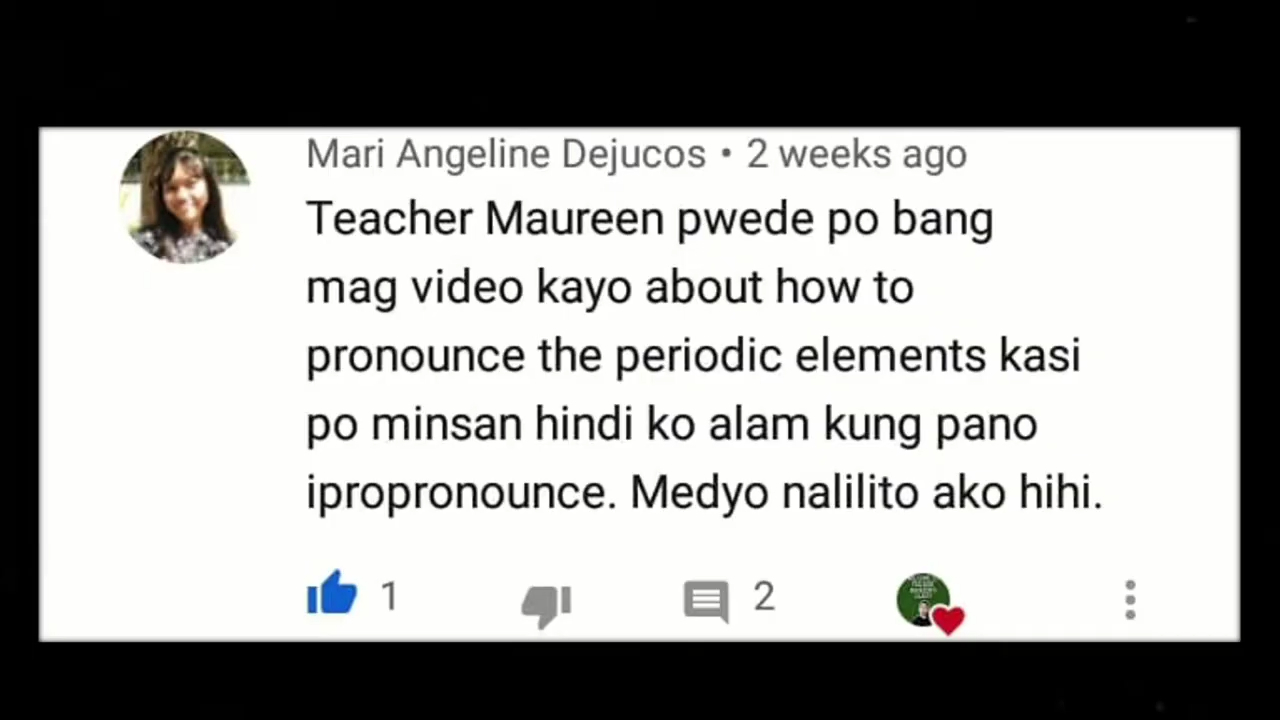 Mari Angeline Dejucos • 2 weeks ago
Teacher Maureen pwede po bang
mag video kayo about how to
pronounce the periodic elements kasi
po minsan hindi ko alam kung pano
ipropronounce. Medyo nalilito ako hihi.
1 2